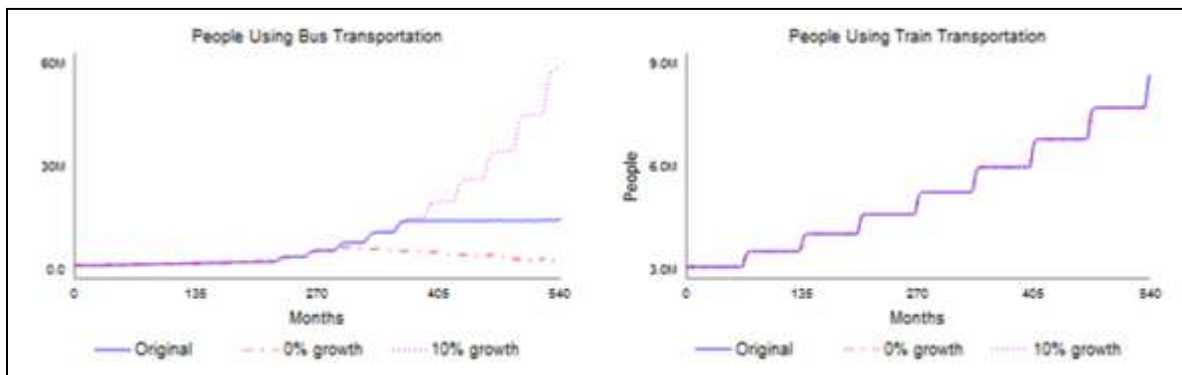 People Using Bus Transportation
60M
30M
0.0
0 135 270 405 540
Months
Original 0% growth 10% growth
People Using Train Transportation
9.0M
People
6.0M
3.0M
0 135 270 405 540
Months
Original 0% growth 10% growth